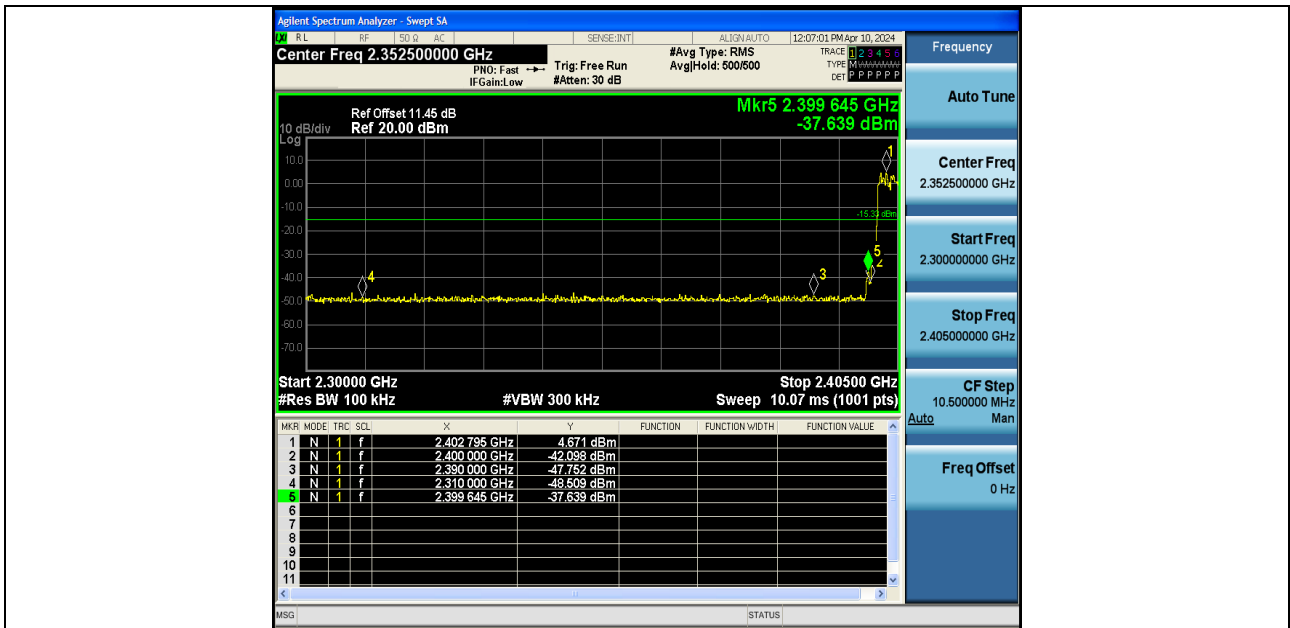 Agilent Spectrum Analyzer - Swept SA
LXI RL RF 50 Ω AC SENSE:INT ALIGN AUTO 12:07:01 PM Apr 10, 2024
Center Freq 2.352500000 GHz
PNO: Fast
IFGain:Low
Trig: Free Run
#Atten: 30 dB
#Avg Type: RMS
Avg|Hold: 500/500
TRACE 1 2 3 4 5 6
TYPE M
DET P P P P P P
Mkr5 2.399 645 GHz
-37.639 dBm
Ref Offset 11.45 dB
10 dB/div Ref 20.00 dBm
Log
10.0
0.00
-10.0
-20.0
-30.0
-40.0
-50.0
-60.0
-70.0
1
-15.33 dBm
5
2
3
4
Start 2.30000 GHz Stop 2.40500 GHz
#Res BW 100 kHz #VBW 300 kHz Sweep 10.07 ms (1001 pts)
MKR MODE TRC SCL X Y FUNCTION FUNCTION WIDTH FUNCTION VALUE
1 N 1 f 2.402 795 GHz 4.671 dBm
2 N 1 f 2.400 000 GHz -42.098 dBm
3 N 1 f 2.390 000 GHz -47.752 dBm
4 N 1 f 2.310 000 GHz -48.509 dBm
5 N 1 f 2.399 645 GHz -37.639 dBm
6
7
8
9
10
11
MSG STATUS
Frequency
Auto Tune
Center Freq
2.352500000 GHz
Start Freq
2.300000000 GHz
Stop Freq
2.405000000 GHz
CF Step
10.500000 MHz
Auto Man
Freq Offset
0 Hz